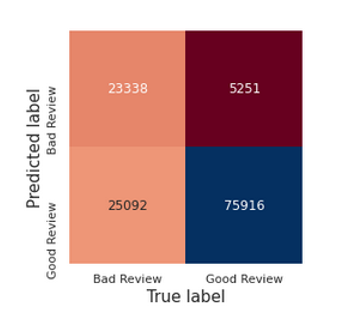 Predicted label
Bad Review
Good Review
23338
5251
25092
75916
Bad Review
Good Review
True label